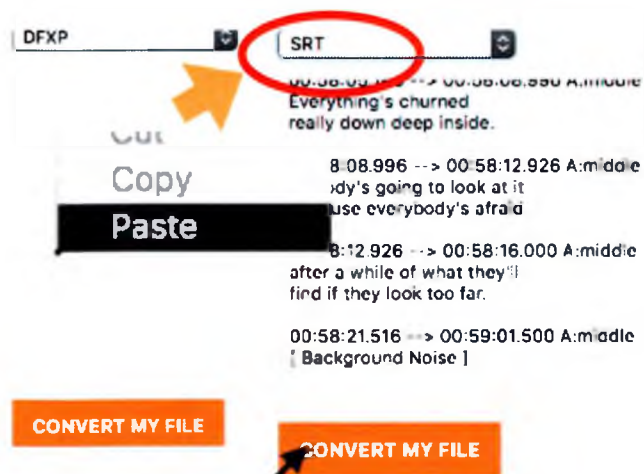 DFXP
SRT
Everything's churned
really down deep inside.
Cut
Copy
Paste
8:08.996 --> 00:58:12.926 A:middle
going to look at it
everybody's afraid
8:12.926 --> 00:58:16.000 A:middle
after a while of what they'll
find if they look too far.
00:58:21.516 --> 00:59:01.500 A:middle
[ Background Noise ]
CONVERT MY FILE
CONVERT MY FILE